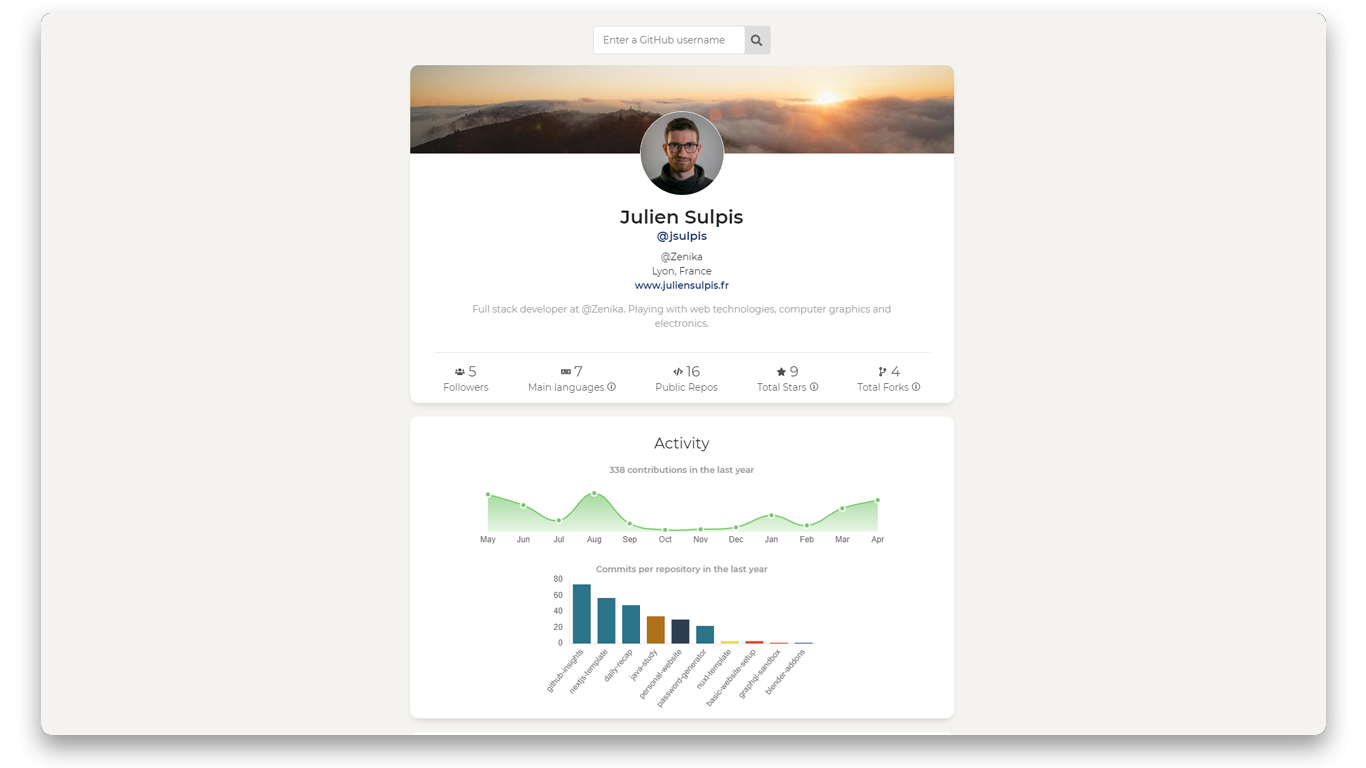 Enter a GitHub username
Julien Sulpis
@jsulpis
@Zenika
Lyon, France
www.juliensulpis.fr
Full stack developer at @Zenika. Playing with web technologies, computer graphics and
electronics.
5 7 16 9 4
Followers Main languages Public Repos Total Stars Total Forks
Activity
338 contributions in the last year
May Jun Jul Aug Sep Oct Nov Dec Jan Feb Mar Apr
Commits per repository in the last year
80
60
40
20
0
github-insights
nextjs-template
daily-recap
java-study
personal-website
password-generator
nuxt-template
basic-website-setup
graphql-sandbox
blender-addons